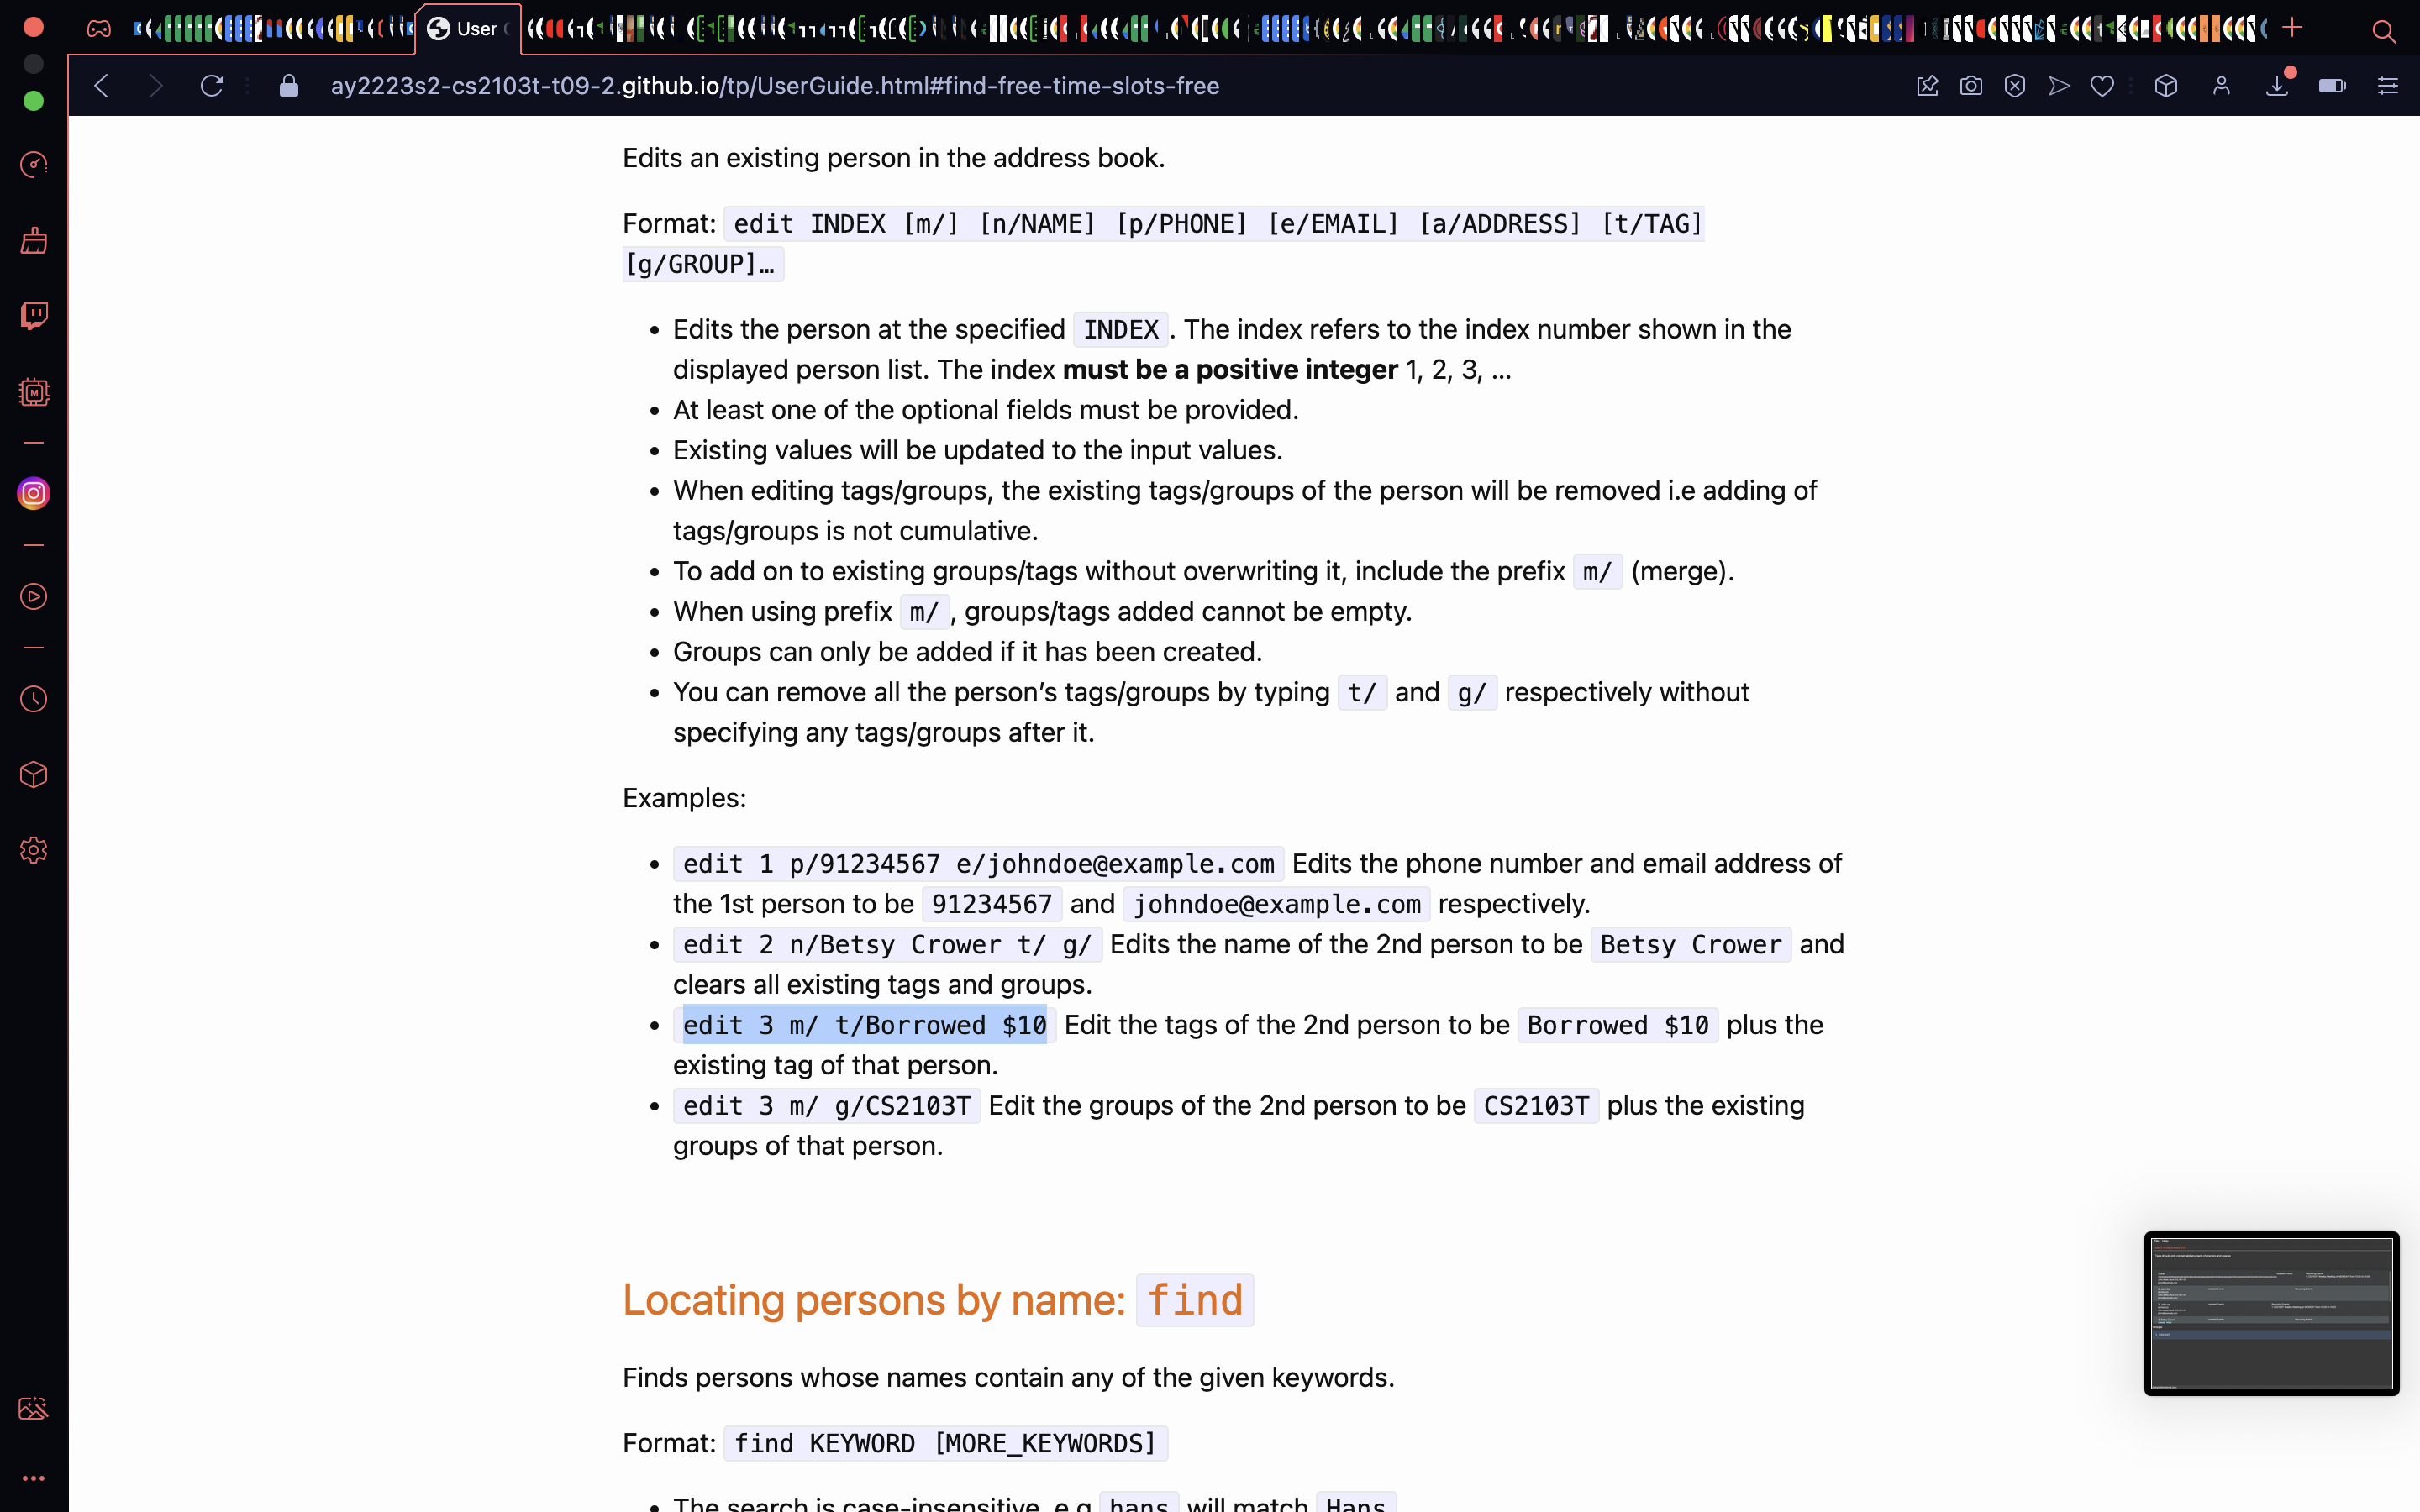 User
ay2223s2-cs2103t-t09-2.github.io/tp/UserGuide.html#find-free-time-slots-free
Edits an existing person in the address book.
Format: edit INDEX [m/] [n/NAME] [p/PHONE] [e/EMAIL] [a/ADDRESS] [t/TAG]
[g/GROUP]…
• Edits the person at the specified INDEX. The index refers to the index number shown in the
displayed person list. The index must be a positive integer 1, 2, 3, …
• At least one of the optional fields must be provided.
• Existing values will be updated to the input values.
• When editing tags/groups, the existing tags/groups of the person will be removed i.e adding of
tags/groups is not cumulative.
• To add on to existing groups/tags without overwriting it, include the prefix m/ (merge).
• When using prefix m/, groups/tags added cannot be empty.
• Groups can only be added if it has been created.
• You can remove all the person’s tags/groups by typing t/ and g/ respectively without
specifying any tags/groups after it.
Examples:
• edit 1 p/91234567 e/johndoe@example.com Edits the phone number and email address of
the 1st person to be 91234567 and johndoe@example.com respectively.
• edit 2 n/Betsy Crower t/ g/ Edits the name of the 2nd person to be Betsy Crower and
clears all existing tags and groups.
• edit 3 m/ t/Borrowed $10 Edit the tags of the 2nd person to be Borrowed $10 plus the
existing tag of that person.
• edit 3 m/ g/CS2103T Edit the groups of the 2nd person to be CS2103T plus the existing
groups of that person.
Locating persons by name: find
Finds persons whose names contain any of the given keywords.
Format: find KEYWORD [MORE_KEYWORDS]
• The search is case-insensitive. e.g hans will match Hans